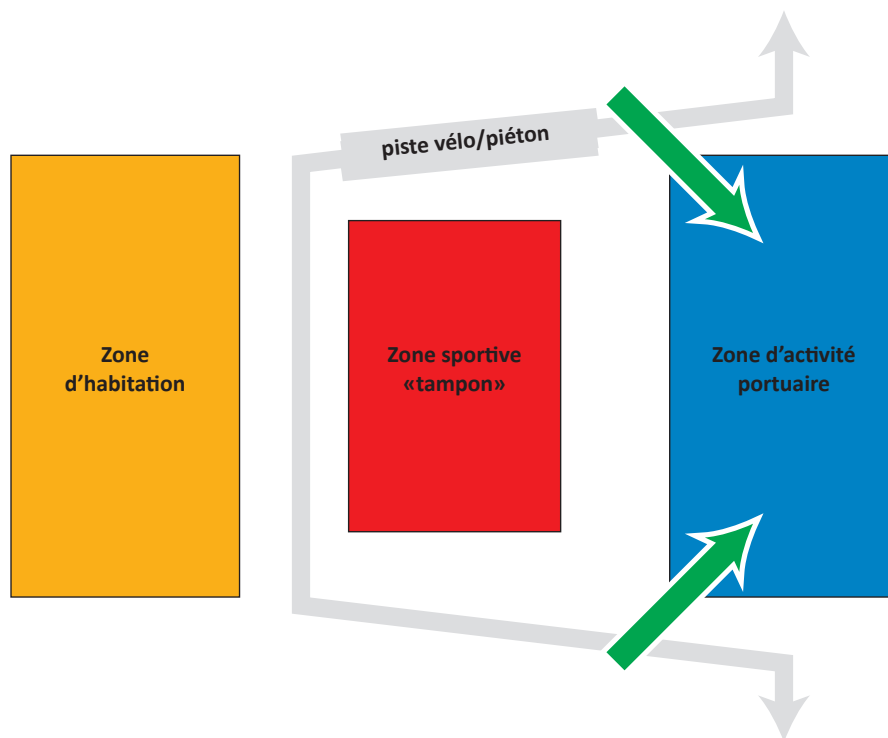 piste vélo/piéton
Zone
d'habitation
Zone sportive
«tampon»
Zone d'activité
portuaire